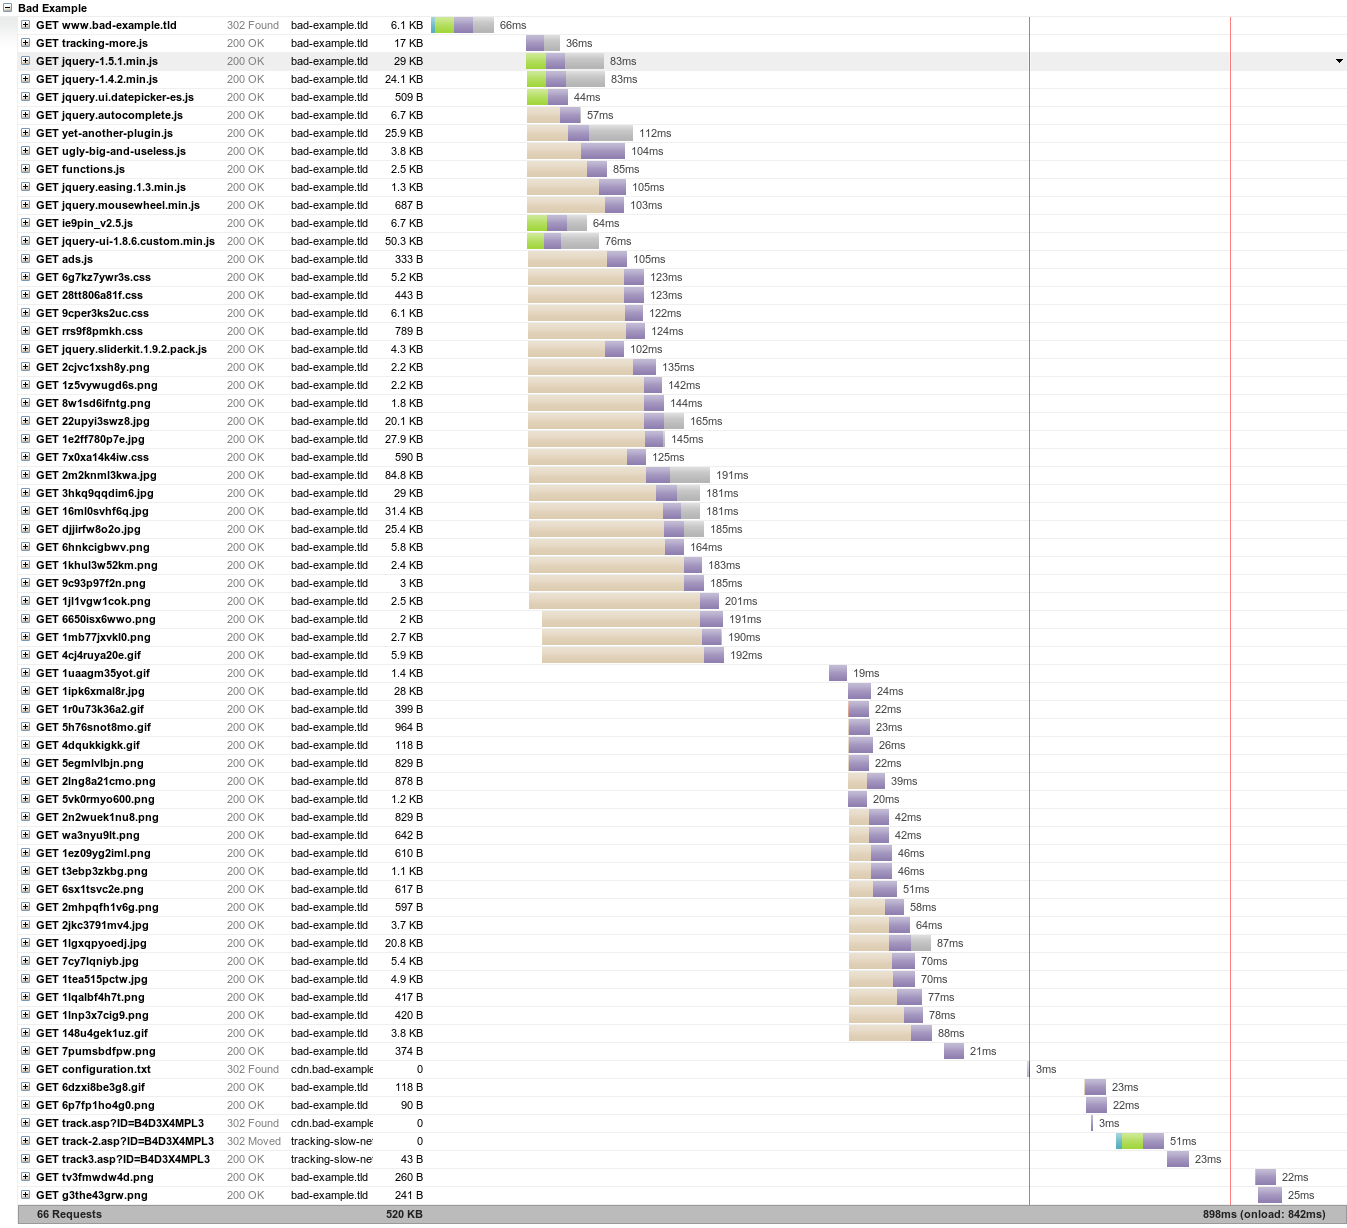 Bad Example
GET www.bad-example.tld 302 Found bad-example.tld 6.1 KB 66ms
GET tracking-more.js 200 OK bad-example.tld 17 KB 36ms
GET jquery-1.5.1.min.js 200 OK bad-example.tld 29 KB 83ms
GET jquery-1.4.2.min.js 200 OK bad-example.tld 24.1 KB 83ms
GET jquery.ui.datepicker-es.js 200 OK bad-example.tld 509 B 44ms
GET jquery.autocomplete.js 200 OK bad-example.tld 6.7 KB 57ms
GET yet-another-plugin.js 200 OK bad-example.tld 25.9 KB 112ms
GET ugly-big-and-useless.js 200 OK bad-example.tld 3.8 KB 104ms
GET functions.js 200 OK bad-example.tld 2.5 KB 85ms
GET jquery.easing.1.3.min.js 200 OK bad-example.tld 1.3 KB 105ms
GET jquery.mousewheel.min.js 200 OK bad-example.tld 687 B 103ms
GET ie9pin_v2.5.js 200 OK bad-example.tld 6.7 KB 64ms
GET jquery-ui-1.8.6.custom.min.js 200 OK bad-example.tld 50.3 KB 76ms
GET ads.js 200 OK bad-example.tld 333 B 105ms
GET 6g7kz7ywr3s.css 200 OK bad-example.tld 5.2 KB 123ms
GET 28tt806a81f.css 200 OK bad-example.tld 443 B 123ms
GET 9cper3ks2uc.css 200 OK bad-example.tld 6.1 KB 122ms
GET rrs9f8pmkh.css 200 OK bad-example.tld 789 B 124ms
GET jquery.sliderkit.1.9.2.pack.js 200 OK bad-example.tld 4.3 KB 102ms
GET 2cjvc1xsh8y.png 200 OK bad-example.tld 2.2 KB 135ms
GET 1z5vywugd6s.png 200 OK bad-example.tld 2.2 KB 142ms
GET 8w1sd6ifntg.png 200 OK bad-example.tld 1.8 KB 144ms
GET 22upyi3swz8.jpg 200 OK bad-example.tld 20.1 KB 165ms
GET 1e2ff780p7e.jpg 200 OK bad-example.tld 27.9 KB 145ms
GET 7x0xa14k4iw.css 200 OK bad-example.tld 590 B 125ms
GET 2m2knml3kwa.jpg 200 OK bad-example.tld 84.8 KB 191ms
GET 3hkq9qqdim6.jpg 200 OK bad-example.tld 29 KB 181ms
GET 16ml0svhf6q.jpg 200 OK bad-example.tld 31.4 KB 181ms
GET djjirfw8o2o.jpg 200 OK bad-example.tld 25.4 KB 185ms
GET 6hnkcigbwv.png 200 OK bad-example.tld 5.8 KB 164ms
GET 1khul3w52km.png 200 OK bad-example.tld 2.4 KB 183ms
GET 9c93p97f2n.png 200 OK bad-example.tld 3 KB 185ms
GET 1jl1vgw1cok.png 200 OK bad-example.tld 2.5 KB 201ms
GET 6650isx6wwo.png 200 OK bad-example.tld 2 KB 191ms
GET 1mb77jxvkl0.png 200 OK bad-example.tld 2.7 KB 190ms
GET 4cj4ruya20e.gif 200 OK bad-example.tld 5.9 KB 192ms
GET 1uaagm35yot.gif 200 OK bad-example.tld 1.4 KB 19ms
GET 1ipk6xmal8r.jpg 200 OK bad-example.tld 28 KB 24ms
GET 1r0u73k36a2.gif 200 OK bad-example.tld 399 B 22ms
GET 5h76snot8mo.gif 200 OK bad-example.tld 964 B 23ms
GET 4dqukkigkk.gif 200 OK bad-example.tld 118 B 26ms
GET 5egmlvlbjn.png 200 OK bad-example.tld 829 B 22ms
GET 2lng8a21cmo.png 200 OK bad-example.tld 878 B 39ms
GET 5vk0rmyo600.png 200 OK bad-example.tld 1.2 KB 20ms
GET 2n2wuek1nu8.png 200 OK bad-example.tld 829 B 42ms
GET wa3nyu9lt.png 200 OK bad-example.tld 642 B 42ms
GET 1ez09yg2iml.png 200 OK bad-example.tld 610 B 46ms
GET t3ebp3zkbg.png 200 OK bad-example.tld 1.1 KB 46ms
GET 6sx1tsvc2e.png 200 OK bad-example.tld 617 B 51ms
GET 2mhpqfh1v6g.png 200 OK bad-example.tld 597 B 58ms
GET 2jkc3791mv4.jpg 200 OK bad-example.tld 3.7 KB 64ms
GET 1lgxqpyoedj.jpg 200 OK bad-example.tld 20.8 KB 87ms
GET 7cy7lqniyb.jpg 200 OK bad-example.tld 5.4 KB 70ms
GET 1tea515pctw.jpg 200 OK bad-example.tld 4.9 KB 70ms
GET 1lqalbf4h7t.png 200 OK bad-example.tld 417 B 77ms
GET 1lnp3x7cig9.png 200 OK bad-example.tld 420 B 78ms
GET 148u4gek1uz.gif 200 OK bad-example.tld 3.8 KB 88ms
GET 7pumsbdfpw.png 200 OK bad-example.tld 374 B 21ms
GET configuration.txt 302 Found cdn.bad-example 0 3ms
GET 6dzxi8be3g8.gif 200 OK bad-example.tld 118 B 23ms
GET 6p7fp1ho4g0.png 200 OK bad-example.tld 90 B 22ms
GET track.asp?ID=B4D3X4MPL3 302 Found cdn.bad-example 0 3ms
GET track-2.asp?ID=B4D3X4MPL3 302 Moved tracking-slow-net 0 51ms
GET track3.asp?ID=B4D3X4MPL3 200 OK tracking-slow-net 43 B 23ms
GET tv3fmwdw4d.png 200 OK bad-example.tld 260 B 22ms
GET g3the43grw.png 200 OK bad-example.tld 241 B 25ms
66 Requests 520 KB 898ms (onload: 842ms)